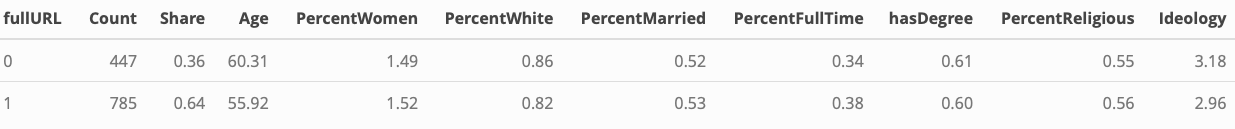 fullURL Count Share Age PercentWomen PercentWhite PercentMarried PercentFullTime hasDegree PercentReligious Ideology
0 447 0.36 60.31 1.49 0.86 0.52 0.34 0.61 0.55 3.18
1 785 0.64 55.92 1.52 0.82 0.53 0.38 0.60 0.56 2.96